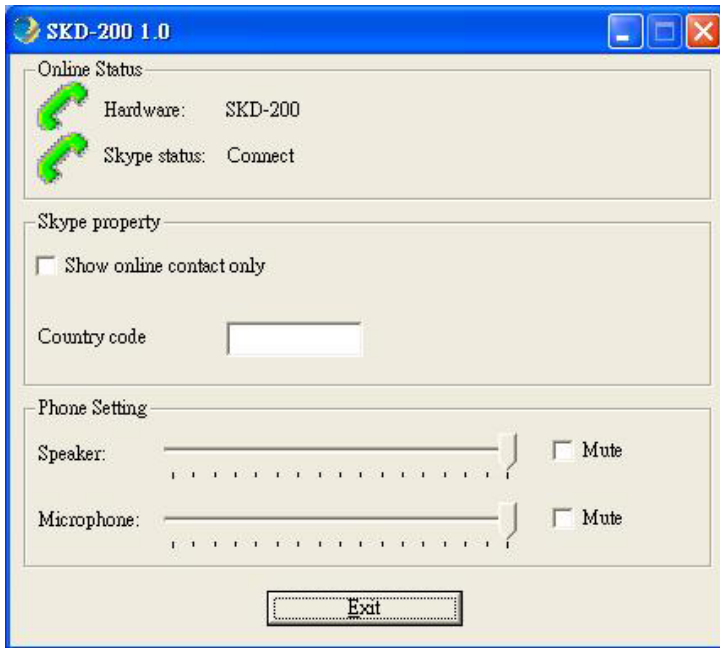 SKD-200 1.0
Online Status
Hardware: SKD-200
Skype status: Connect
Skype property
Show online contact only
Country code
Phone Setting
Speaker: Mute
Microphone: Mute
Exit